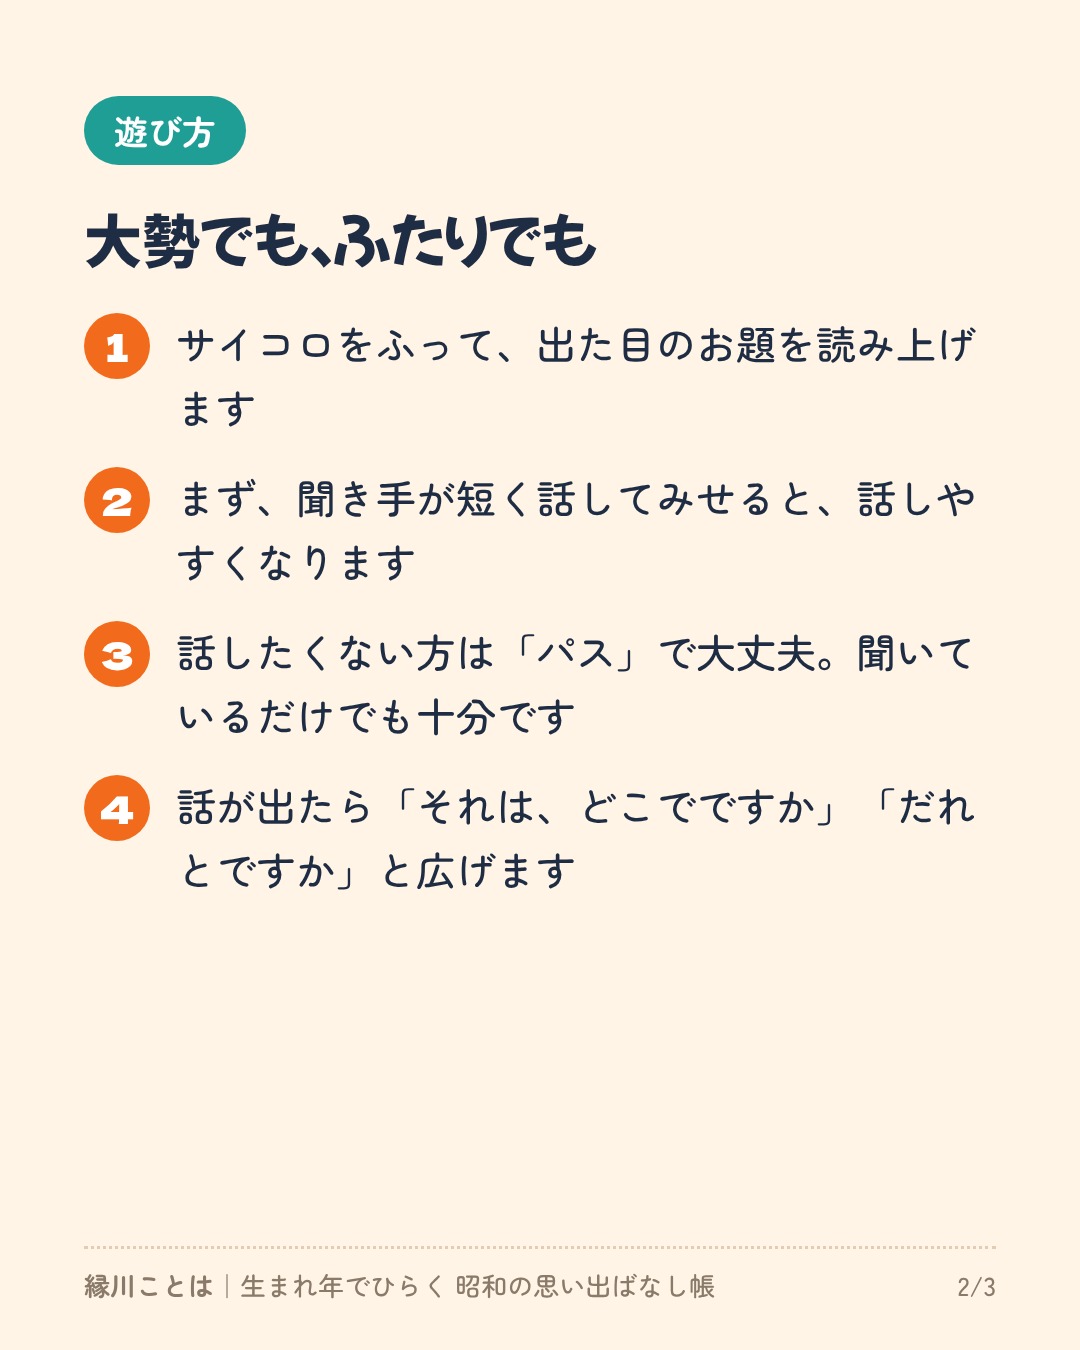 遊び方
大勢でも、ふたりでも
1 サイコロをふって、出た目のお題を読み上げ
ます
2 まず、聞き手が短く話してみせると、話しや
すくなります
3 話したくない方は「パス」で大丈夫。聞いて
いるだけでも十分です
4 話が出たら「それは、どこでですか」「だれ
とですか」と広げます
縁川ことは｜生まれ年でひらく 昭和の思い出ばなし帳
2/3